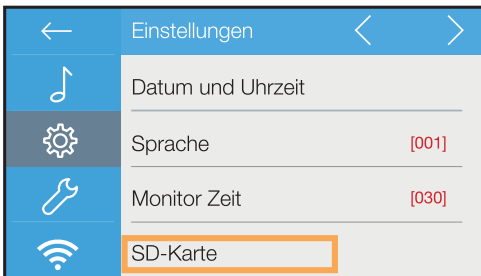 Einstellungen
Datum und Uhrzeit
Sprache [001]
Monitor Zeit [030]
SD-Karte